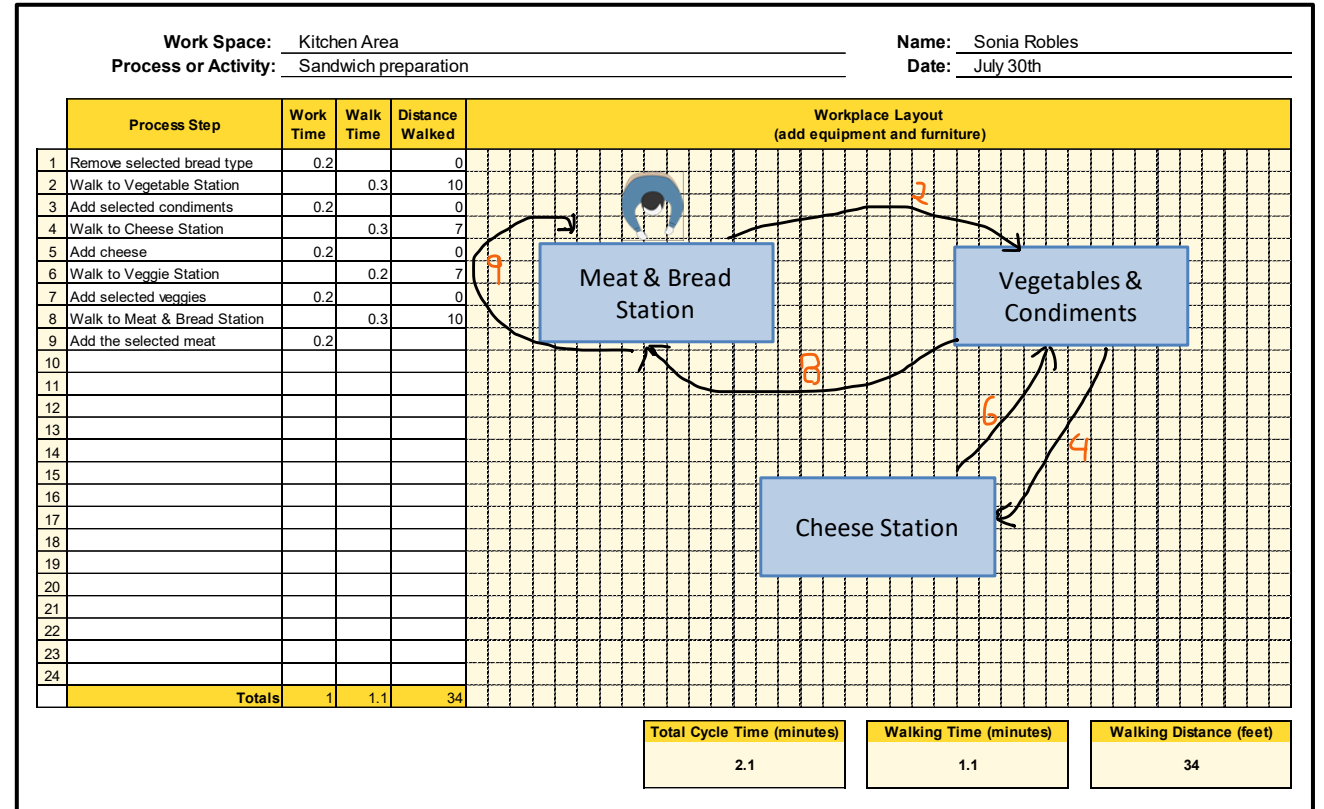 Work Space: Kitchen Area Name: Sonia Robles
Process or Activity: Sandwich preparation Date: July 30th
Process Step Work Time Walk Time Distance Walked Workplace Layout
(add equipment and furniture)
1 Remove selected bread type 0.2 0
2 Walk to Vegetable Station 0.3 10
3 Add selected condiments 0.2 0
4 Walk to Cheese Station 0.3 7
5 Add cheese 0.2 0
6 Walk to Veggie Station 0.2 7
7 Add selected veggies 0.2 0
8 Walk to Meat & Bread Station 0.3 10
9 Add the selected meat 0.2
10
11
12
13
14
15
16
17
18
19
20
21
22
23
24
Totals 1 1.1 34
2
9
Meat & Bread
Station
Vegetables &
Condiments
8
6
4
Cheese Station
Total Cycle Time (minutes) Walking Time (minutes) Walking Distance (feet)
2.1 1.1 34